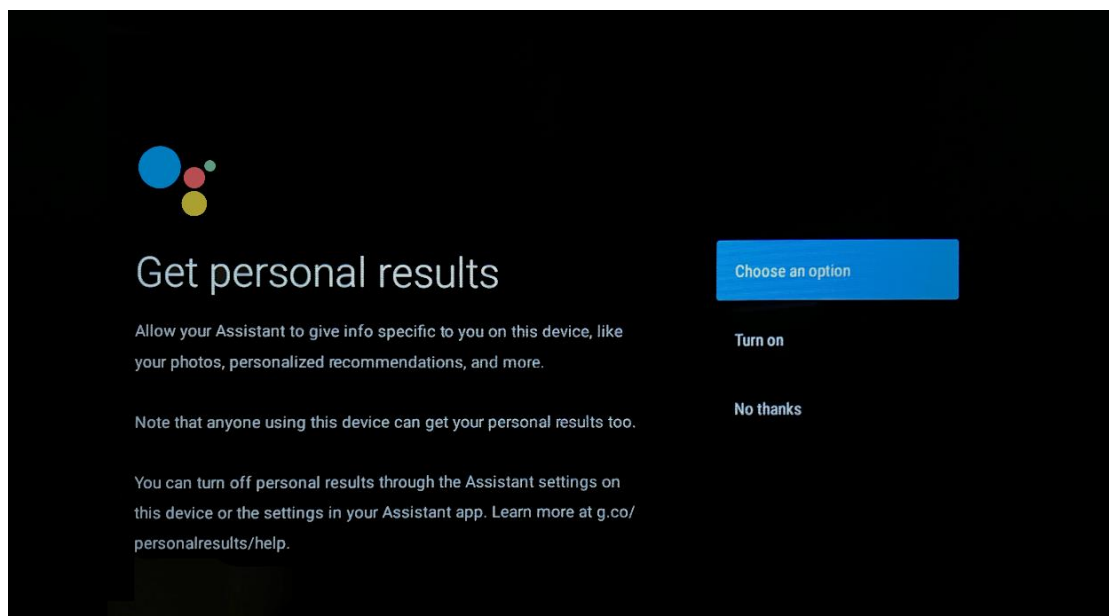 Get personal results
Allow your Assistant to give info specific to you on this device, like
your photos, personalized recommendations, and more.
Note that anyone using this device can get your personal results too.
You can turn off personal results through the Assistant settings on
this device or the settings in your Assistant app. Learn more at g.co/
personalresults/help.
Choose an option
Turn on
No thanks